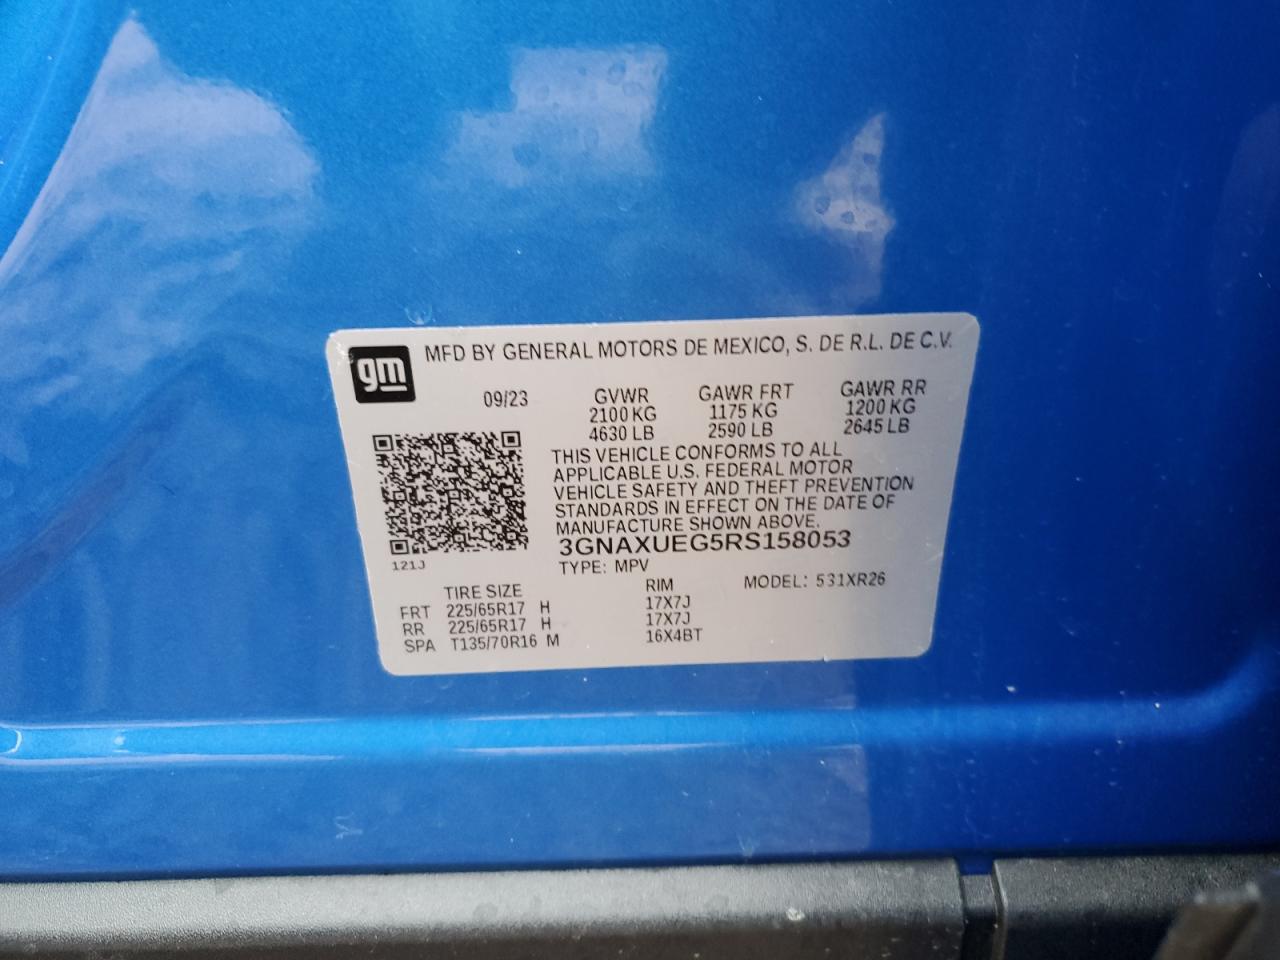 gm MFD BY GENERAL MOTORS DE MEXICO, S. DE R.L. DE C.V.
09/23 GVWR GAWR FRT GAWR RR
2100 KG 1175 KG 1200 KG
4630 LB 2590 LB 2645 LB
THIS VEHICLE CONFORMS TO ALL
APPLICABLE U.S. FEDERAL MOTOR
VEHICLE SAFETY AND THEFT PREVENTION
STANDARDS IN EFFECT ON THE DATE OF
MANUFACTURE SHOWN ABOVE.
3GNAXUEG5RS158053
121J
TYPE: MPV MODEL: 531XR26
TIRE SIZE RIM
FRT 225/65R17 H 17X7J
RR 225/65R17 H 17X7J
SPA T135/70R16 M 16X4BT